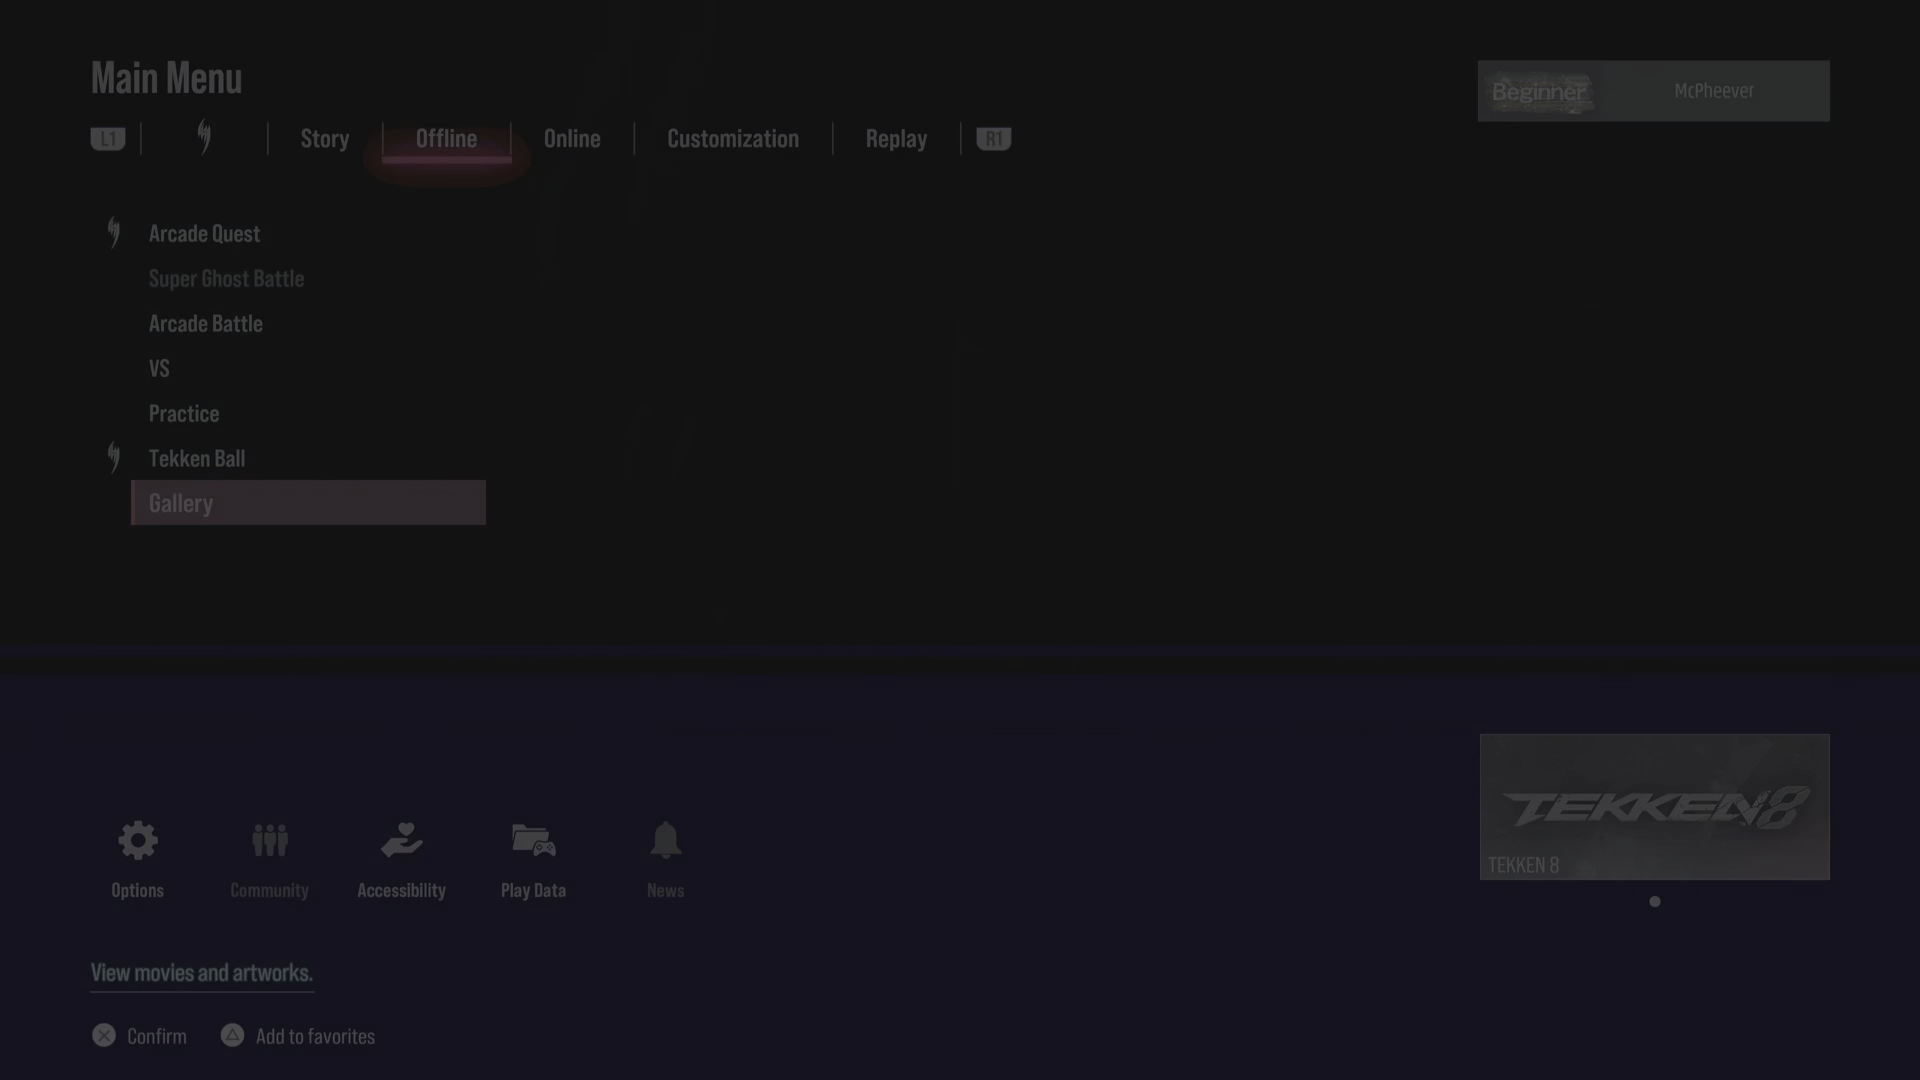 Main Menu
Beginner McPheever
L1 Story Offline Online Customization Replay R1
Arcade Quest
Super Ghost Battle
Arcade Battle
VS
Practice
Tekken Ball
Gallery
TEKKEN 8
TEKKEN 8
Options Community Accessibility Play Data News
View movies and artworks.
Confirm Add to favorites